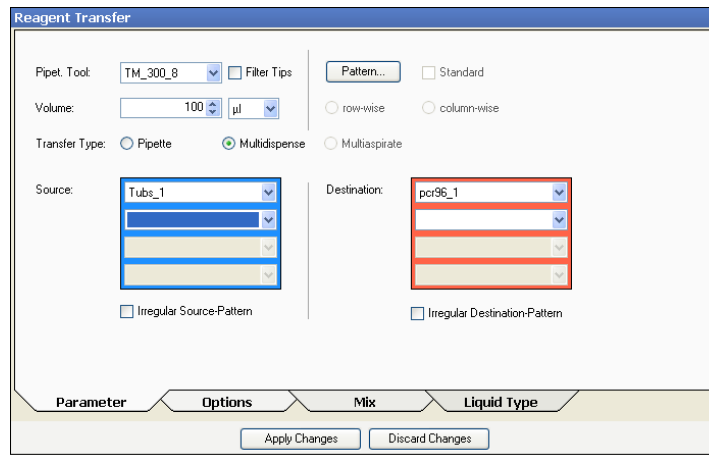 Reagent Transfer
Pipet. Tool: TM_300_8 Filter Tips Pattern... Standard
Volume: 100 µl row-wise column-wise
Transfer Type: Pipette Multidispense Multiaspirate
Source: Tubs_1 Destination: pcr96_1
Irregular Source-Pattern Irregular Destination-Pattern
Parameter Options Mix Liquid Type
Apply Changes Discard Changes